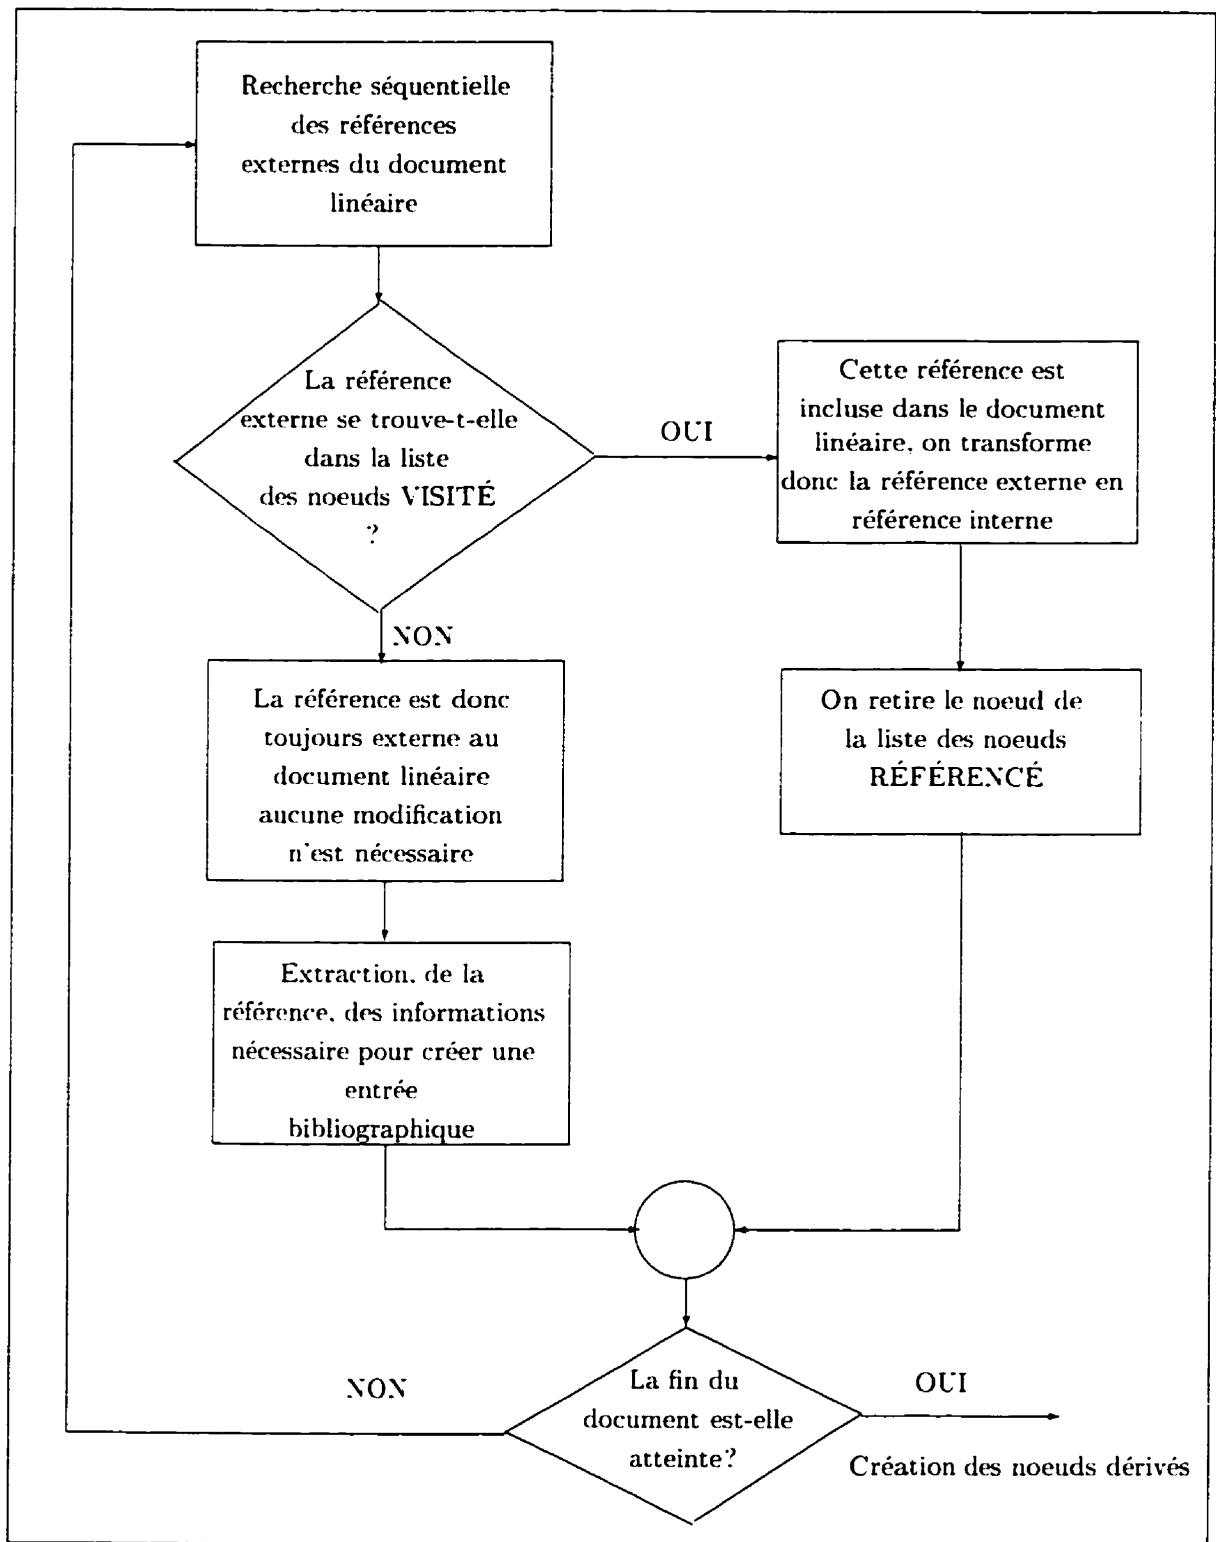 Recherche séquentielle
des références
externes du document
linéaire
La référence
externe se trouve-t-elle
dans la liste
des noeuds VISITÉ
?
OUI
Cette référence est
incluse dans le document
linéaire, on transforme
donc la référence externe en
référence interne
NON
La référence est donc
toujours externe au
document linéaire
aucune modification
n'est nécessaire
On retire le noeud de
la liste des noeuds
RÉFÉRENCÉ
Extraction, de la
référence, des informations
nécessaire pour créer une
entrée
bibliographique
La fin du
document est-elle
atteinte?
NON
OUI
Création des noeuds dérivés